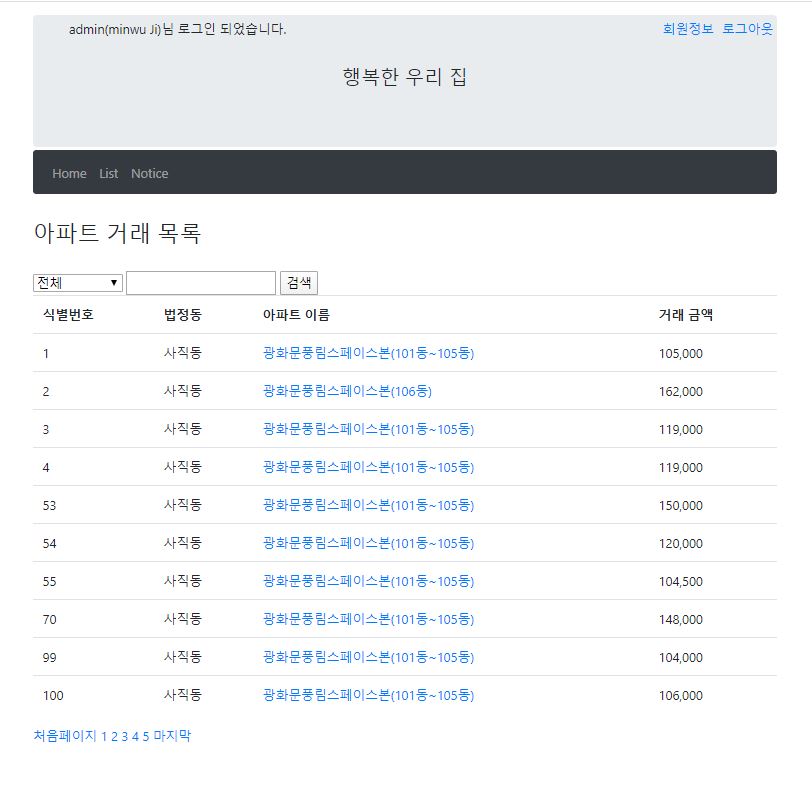 admin(minwu Ji)님 로그인 되었습니다. 회원정보 로그아웃
행복한 우리 집
Home List Notice
아파트 거래 목록
전체 검색
식별번호 법정동 아파트 이름 거래 금액
1 사직동 광화문풍림스페이스본(101동~105동) 105,000
2 사직동 광화문풍림스페이스본(106동) 162,000
3 사직동 광화문풍림스페이스본(101동~105동) 119,000
4 사직동 광화문풍림스페이스본(101동~105동) 119,000
53 사직동 광화문풍림스페이스본(101동~105동) 150,000
54 사직동 광화문풍림스페이스본(101동~105동) 120,000
55 사직동 광화문풍림스페이스본(101동~105동) 104,500
70 사직동 광화문풍림스페이스본(101동~105동) 148,000
99 사직동 광화문풍림스페이스본(101동~105동) 104,000
100 사직동 광화문풍림스페이스본(101동~105동) 106,000
처음페이지 1 2 3 4 5 마지막